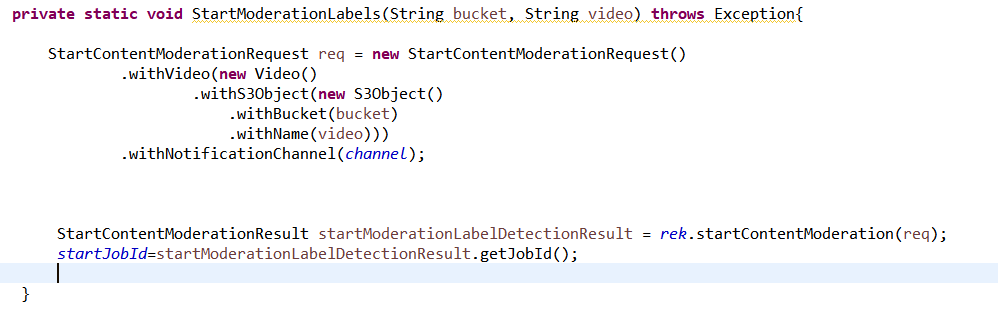 private static void StartModerationLabels(String bucket, String video) throws Exception{
StartContentModerationRequest req = new StartContentModerationRequest()
.withVideo(new Video()
.withS3Object(new S3Object()
.withBucket(bucket)
.withName(video)))
.withNotificationChannel(channel);
StartContentModerationResult startModerationLabelDetectionResult = rek.startContentModeration(req);
startJobId=startModerationLabelDetectionResult.getJobId();
}